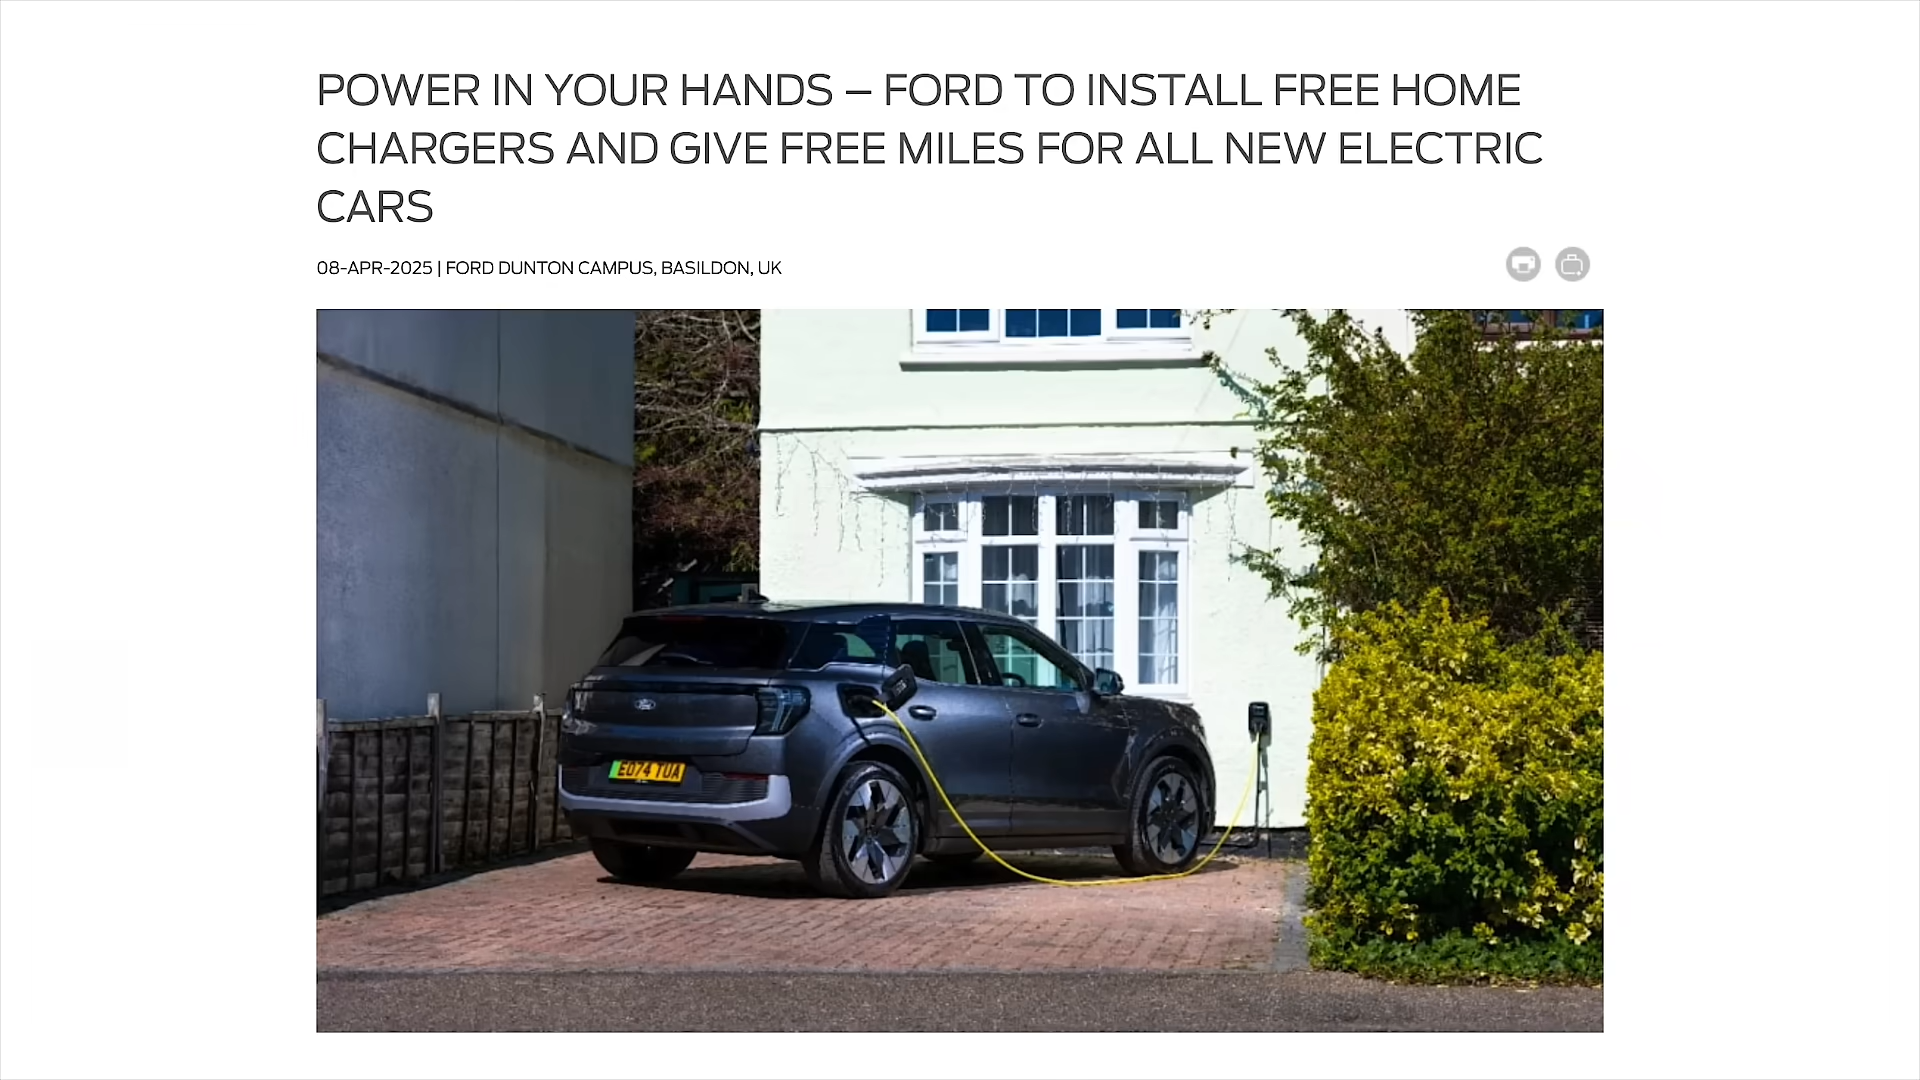 POWER IN YOUR HANDS – FORD TO INSTALL FREE HOME
CHARGERS AND GIVE FREE MILES FOR ALL NEW ELECTRIC
CARS
08-APR-2025 | FORD DUNTON CAMPUS, BASILDON, UK
Ford
EO74 TUA